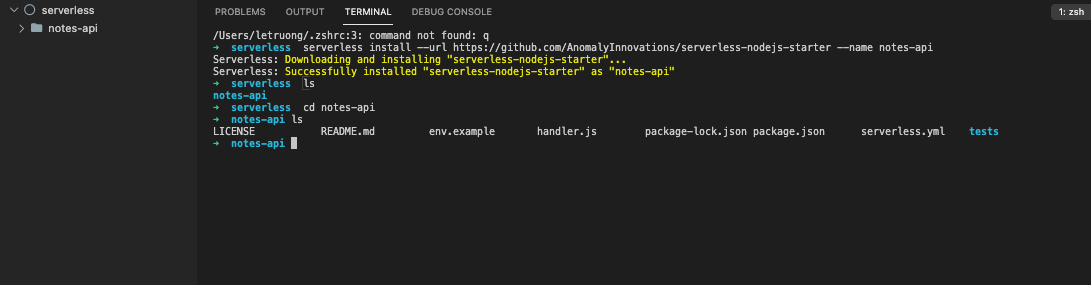 serverless
notes-api
PROBLEMS OUTPUT TERMINAL DEBUG CONSOLE 1: zsh
/Users/letruong/.zshrc:3: command not found: q
➜ serverless serverless install --url https://github.com/AnomalyInnovations/serverless-nodejs-starter --name notes-api
Serverless: Downloading and installing "serverless-nodejs-starter"...
Serverless: Successfully installed "serverless-nodejs-starter" as "notes-api"
➜ serverless ls
notes-api
➜ serverless cd notes-api
➜ notes-api ls
LICENSE README.md env.example handler.js package-lock.json package.json serverless.yml tests
➜ notes-api